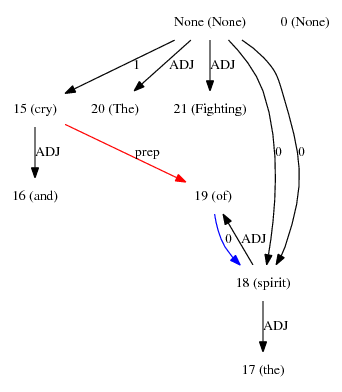 None (None) 0 (None)
1 ADJ ADJ
15 (cry) 20 (The) 21 (Fighting)
ADJ prep 0 0
16 (and) 19 (of)
0 ADJ
18 (spirit)
ADJ
17 (the)